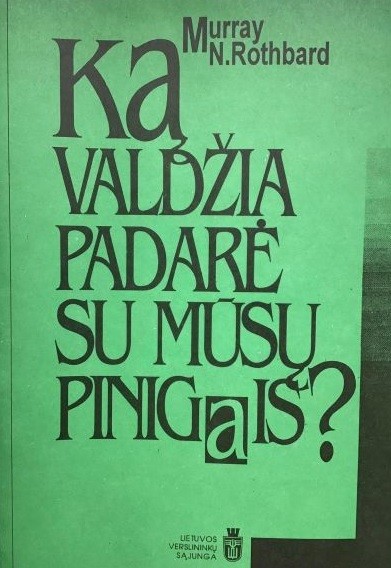 Murray
N.Rothbard
Ką
VALDŽIA
PADARĖ
SU MŪSŲ
PINIGaIS?
LIETUVOS
VERSLININKŲ
SĄJUNGA